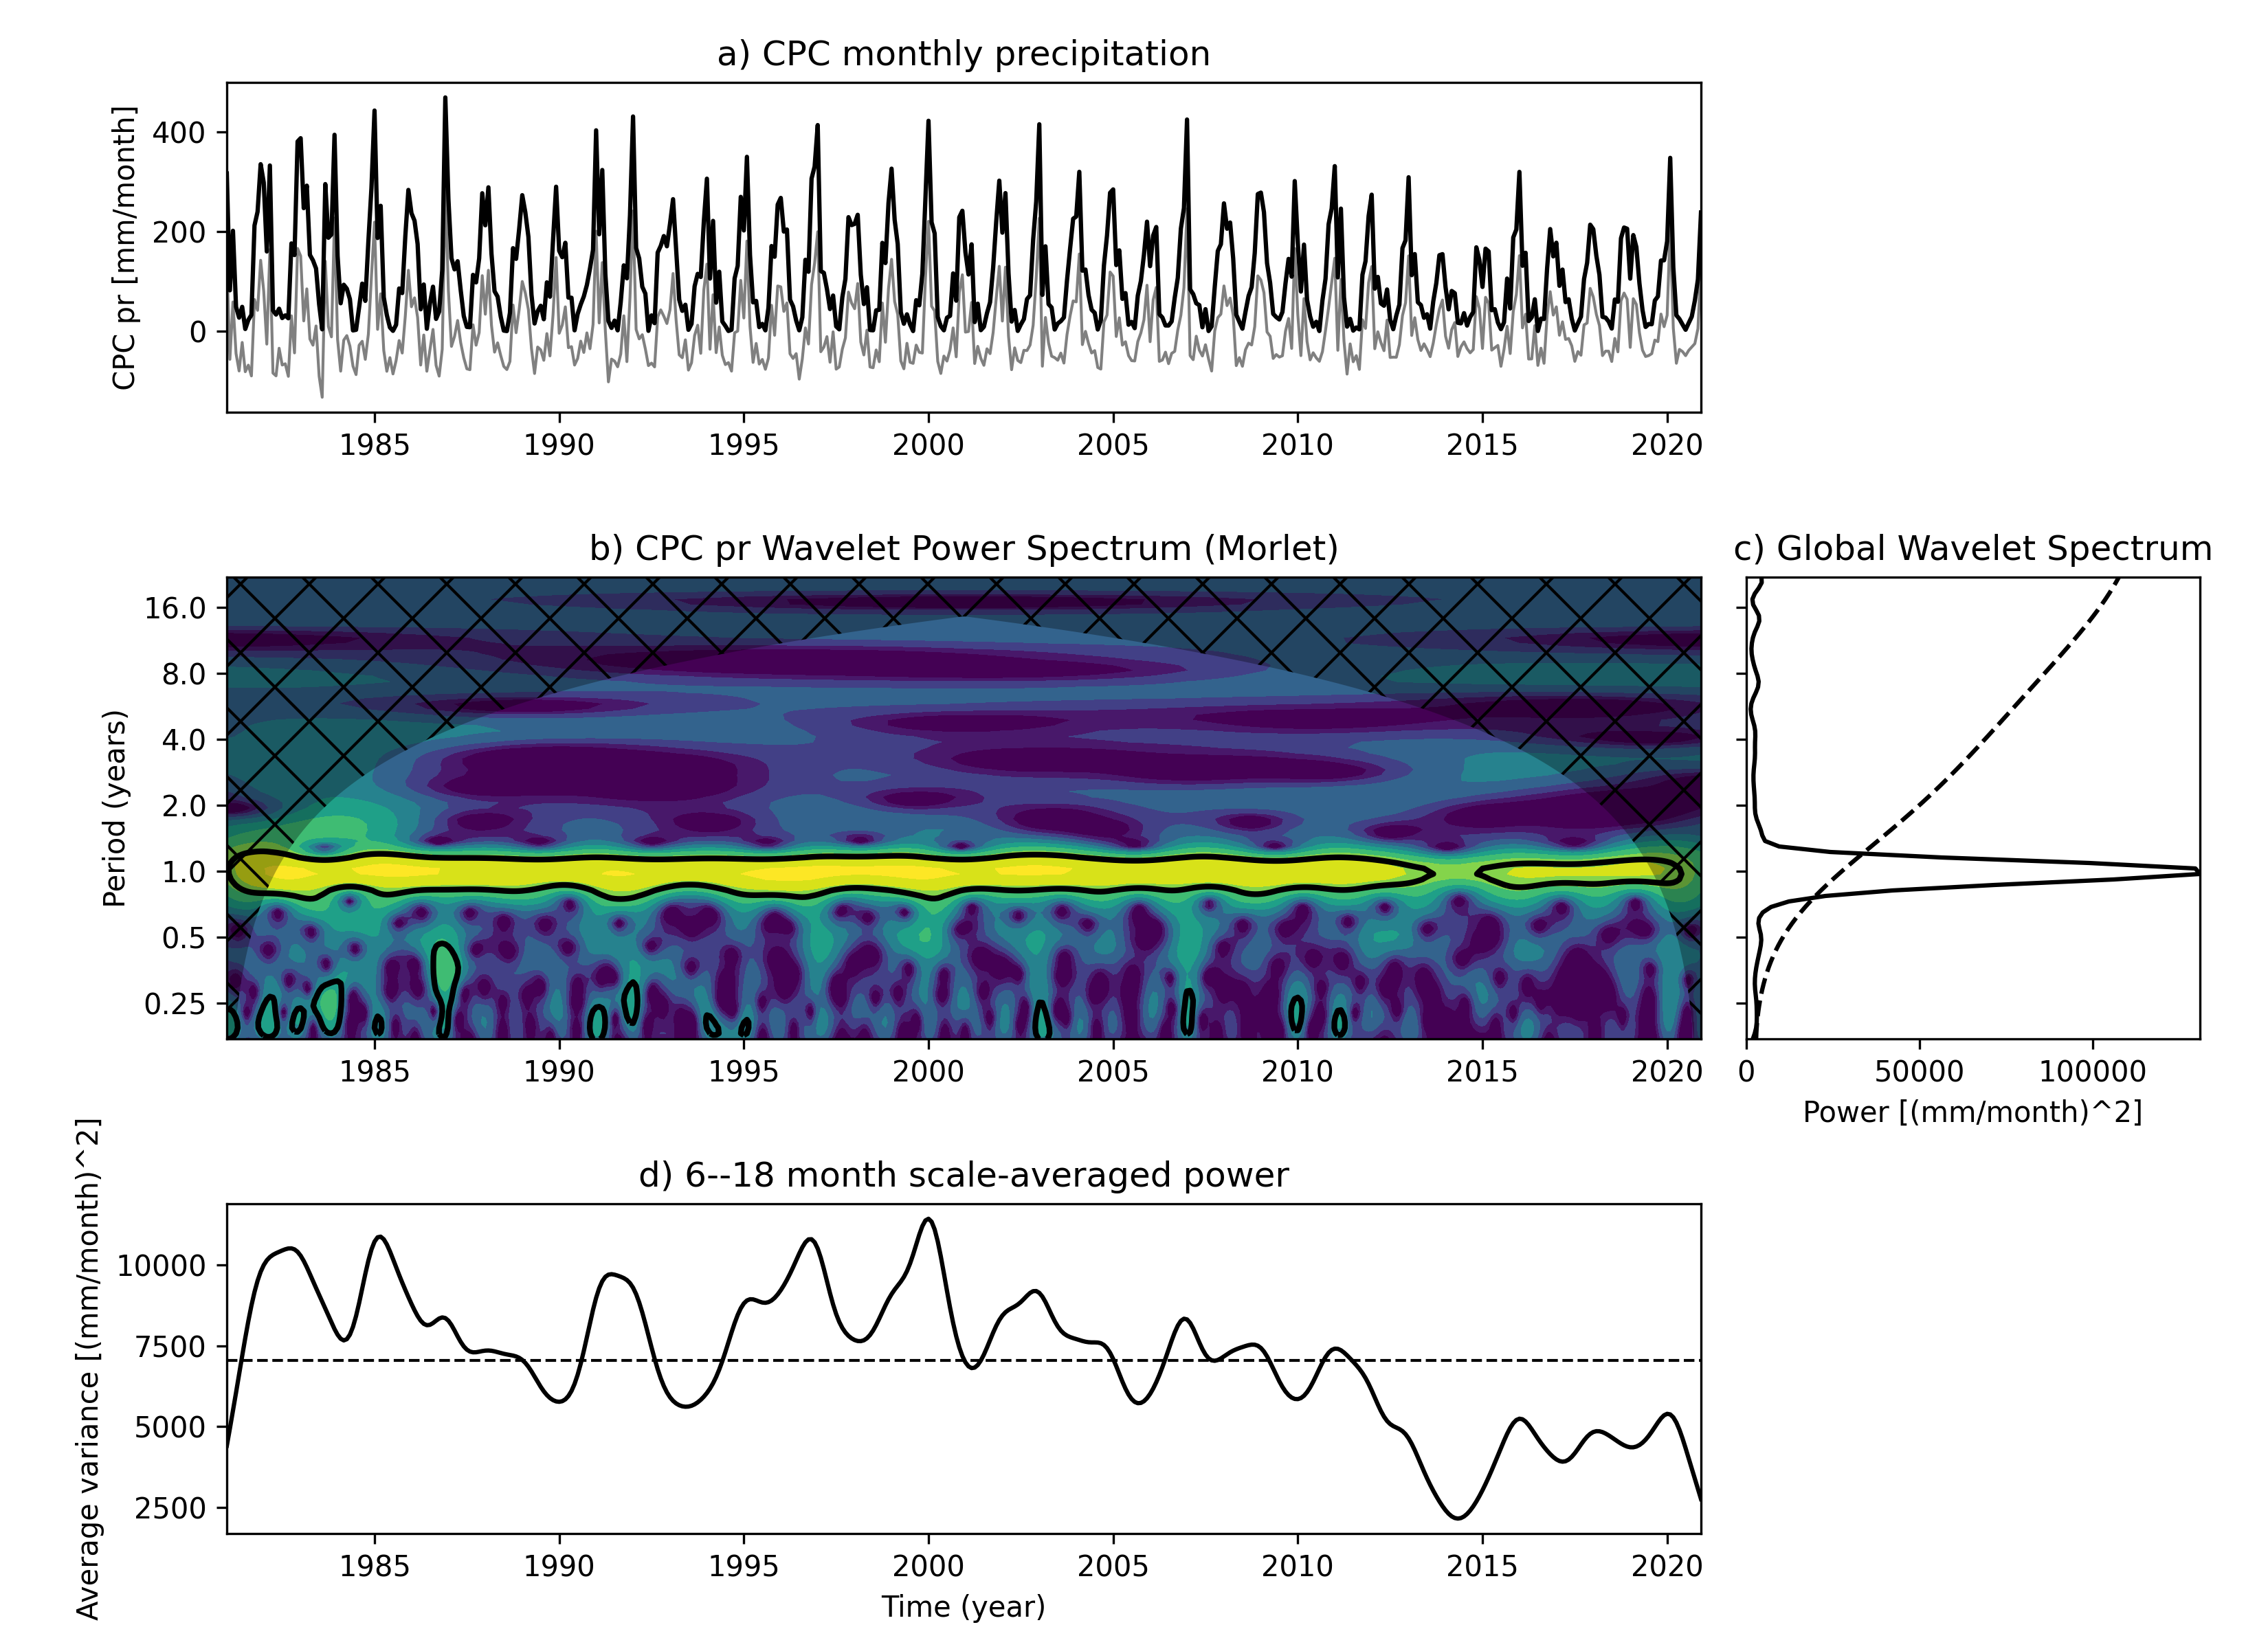 a) CPC monthly precipitation
CPC pr [mm/month]
400
200
0
1985 1990 1995 2000 2005 2010 2015 2020
b) CPC pr Wavelet Power Spectrum (Morlet)
Period (years)
16.0
8.0
4.0
2.0
1.0
0.5
0.25
1985 1990 1995 2000 2005 2010 2015 2020
c) Global Wavelet Spectrum
0 50000 100000
Power [(mm/month)^2]
d) 6--18 month scale-averaged power
Average variance [(mm/month)^2]
10000
7500
5000
2500
1985 1990 1995 2000 2005 2010 2015 2020
Time (year)